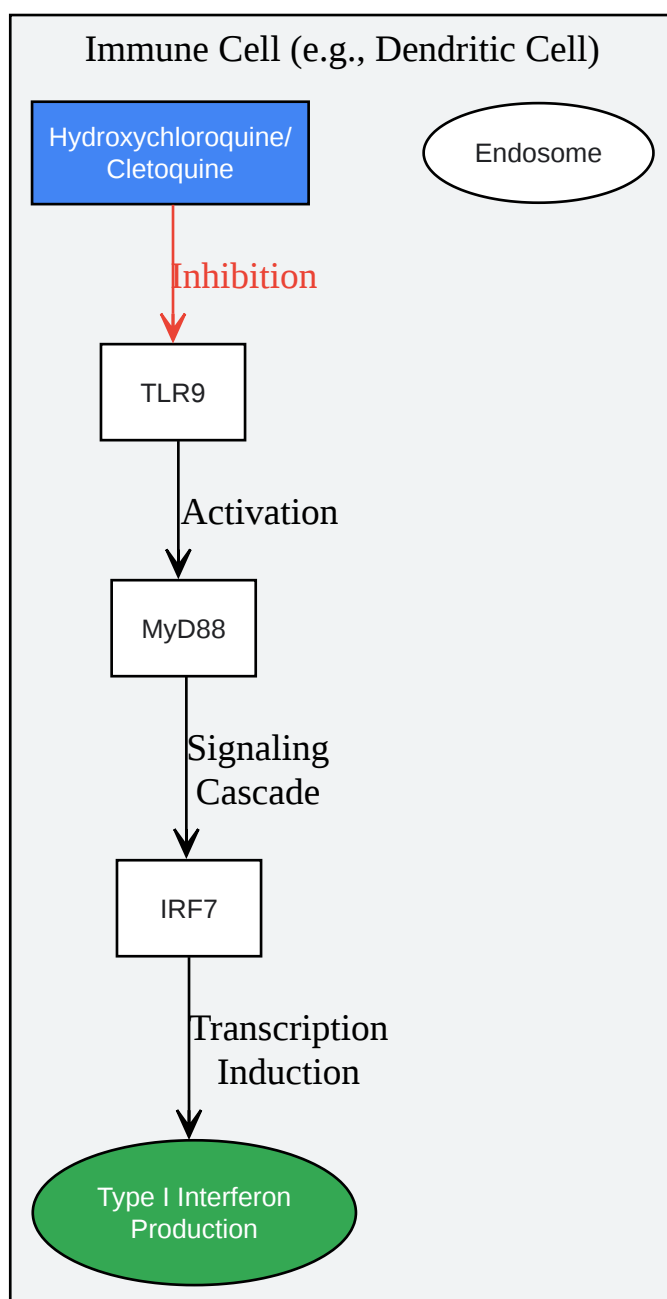 Immune Cell (e.g., Dendritic Cell)
Hydroxychloroquine/
Cletoquine
Endosome
Inhibition
TLR9
Activation
MyD88
Signaling
Cascade
IRF7
Transcription
Induction
Type I Interferon
Production